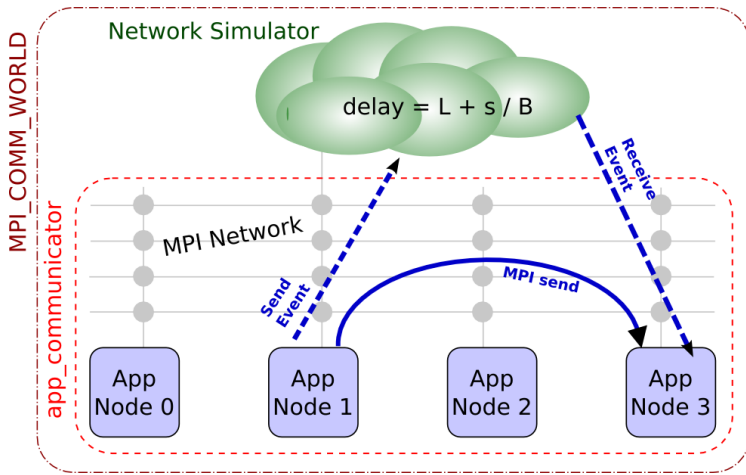 MPI_COMM_WORLD
Network Simulator
delay = L + s / B
Receive
Event
app_communicator
MPI Network
Send
Event
MPI send
App
Node 0
App
Node 1
App
Node 2
App
Node 3